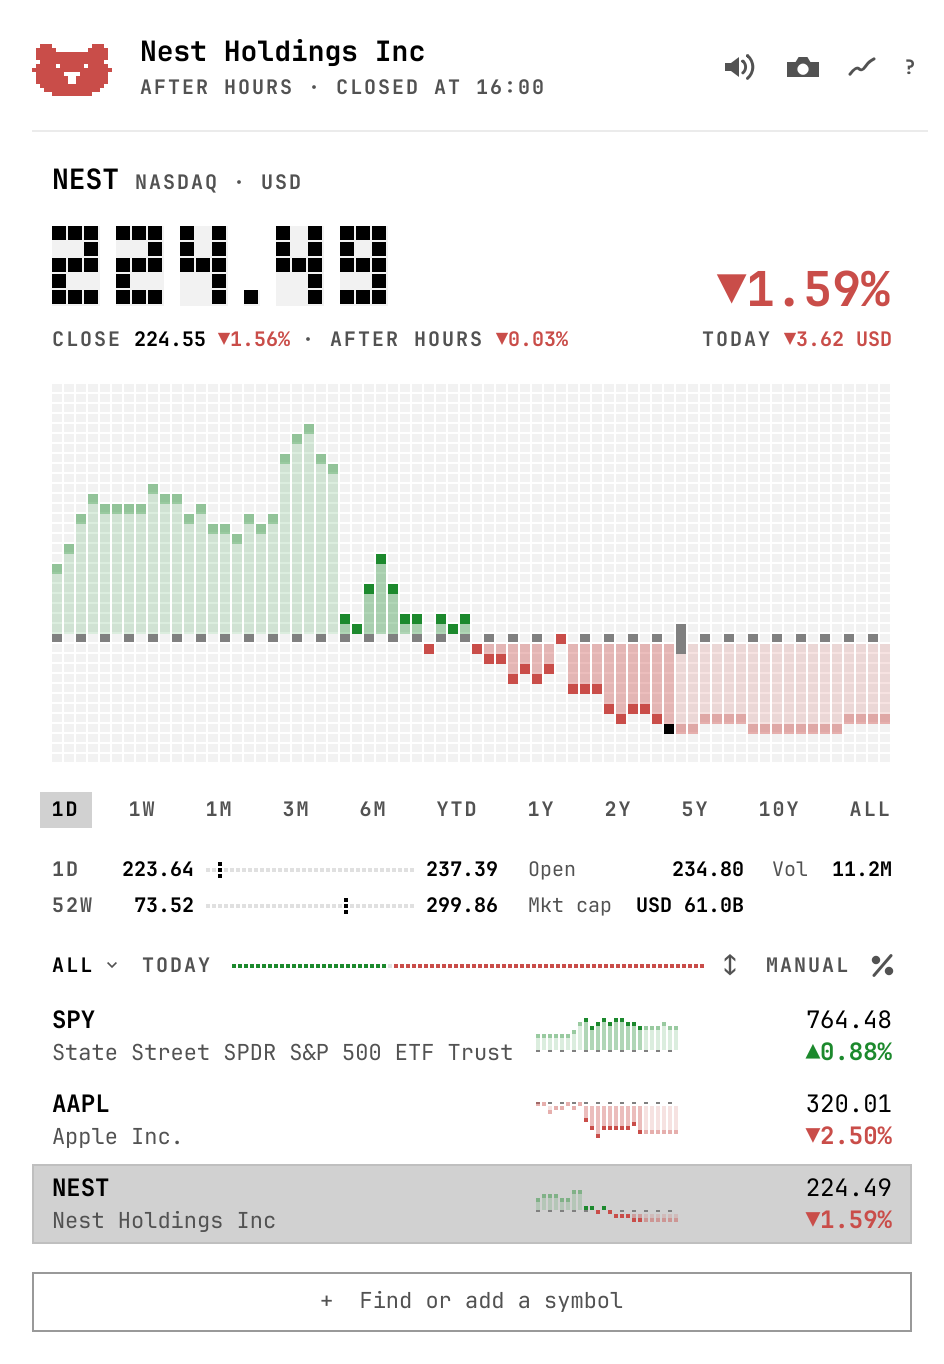 Nest Holdings Inc
AFTER HOURS · CLOSED AT 16:00
?
NEST NASDAQ · USD
224.49
▼1.59%
CLOSE 224.55 ▼1.56% · AFTER HOURS ▼0.03%
TODAY ▼3.62 USD
1D 1W 1M 3M 6M YTD 1Y 2Y 5Y 10Y ALL
1D 223.64 237.39 Open 234.80 Vol 11.2M
52W 73.52 299.86 Mkt cap USD 61.0B
ALL TODAY MANUAL %
SPY 764.48
State Street SPDR S&P 500 ETF Trust ▲0.88%
AAPL 320.01
Apple Inc. ▼2.50%
NEST 224.49
Nest Holdings Inc ▼1.59%
+ Find or add a symbol